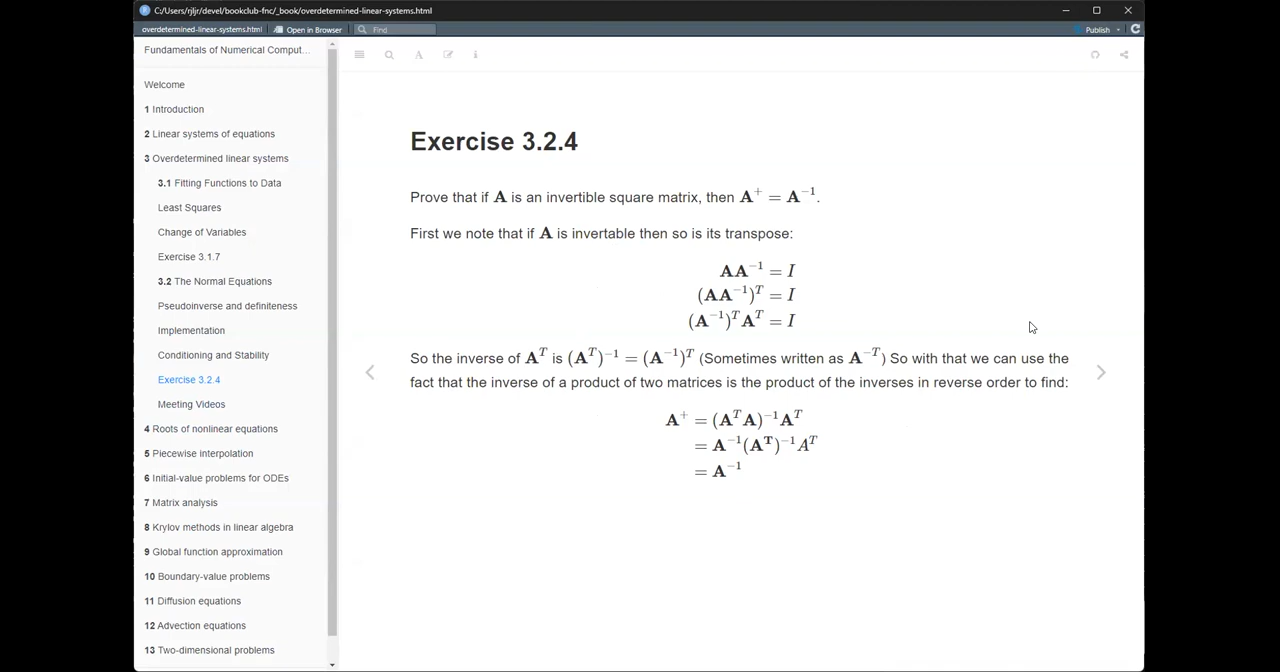 C:/Users/rjljr/devel/bookclub-fnc/_book/overdetermined-linear-systems.html
overdetermined-linear-systems.html Open in Browser Find Publish
Fundamentals of Numerical Comput...
Welcome
1 Introduction
2 Linear systems of equations
3 Overdetermined linear systems
3.1 Fitting Functions to Data
Least Squares
Change of Variables
Exercise 3.1.7
3.2 The Normal Equations
Pseudoinverse and definiteness
Implementation
Conditioning and Stability
Exercise 3.2.4
Meeting Videos
4 Roots of nonlinear equations
5 Piecewise interpolation
6 Initial-value problems for ODEs
7 Matrix analysis
8 Krylov methods in linear algebra
9 Global function approximation
10 Boundary-value problems
11 Diffusion equations
12 Advection equations
13 Two-dimensional problems
Exercise 3.2.4
Prove that if A is an invertible square matrix, then A⁺ = A⁻¹.
First we note that if A is invertable then so is its transpose:
AA⁻¹ = I
(AA⁻¹)ᵀ = I
(A⁻¹)ᵀAᵀ = I
So the inverse of Aᵀ is (Aᵀ)⁻¹ = (A⁻¹)ᵀ (Sometimes written as A⁻ᵀ) So with that we can use the
fact that the inverse of a product of two matrices is the product of the inverses in reverse order to find:
A⁺ = (AᵀA)⁻¹Aᵀ
= A⁻¹(Aᵀ)⁻¹Aᵀ
= A⁻¹